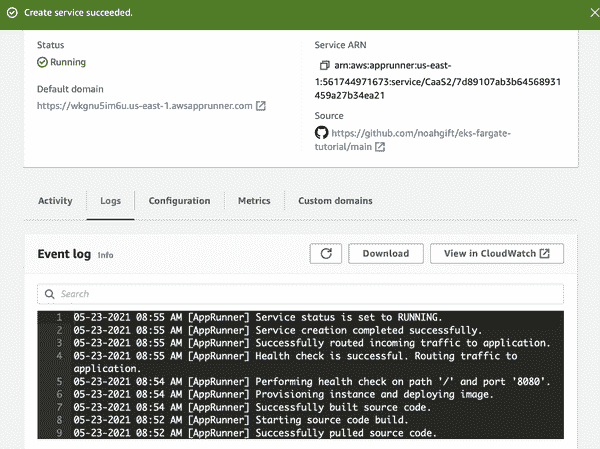 Create service succeeded.
Status
Running
Default domain
https://wkgnu5im6u.us-east-1.awsapprunner.com
Service ARN
arn:aws:apprunner:us-east-
1:561744971673:service/CaaS2/7d89107ab3b64568931
459a27b34ea21
Source
https://github.com/noahgift/eks-fargate-
tutorial/main
Activity
Logs
Configuration
Metrics
Custom domains
Event log Info
Download
View in CloudWatch
Search
1 05-23-2021 08:55 AM [AppRunner] Service status is set to RUNNING.
2 05-23-2021 08:55 AM [AppRunner] Service creation completed successfully.
3 05-23-2021 08:55 AM [AppRunner] Successfully routed incoming traffic to application.
4 05-23-2021 08:55 AM [AppRunner] Health check is successful. Routing traffic to
application.
5 05-23-2021 08:54 AM [AppRunner] Performing health check on path '/' and port '8080'.
6 05-23-2021 08:54 AM [AppRunner] Provisioning instance and deploying image.
7 05-23-2021 08:54 AM [AppRunner] Successfully built source code.
8 05-23-2021 08:52 AM [AppRunner] Starting source code build.
9 05-23-2021 08:52 AM [AppRunner] Successfully pulled source code.